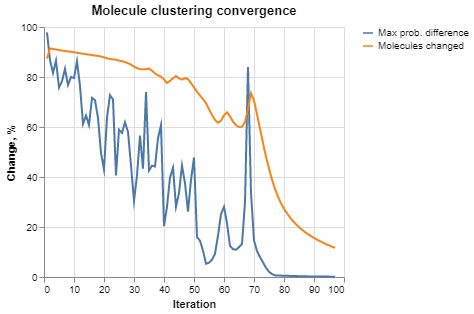 Molecule clustering convergence
Max prob. difference
Molecules changed
Change, %
100
80
60
40
20
0
0 10 20 30 40 50 60 70 80 90 100
Iteration